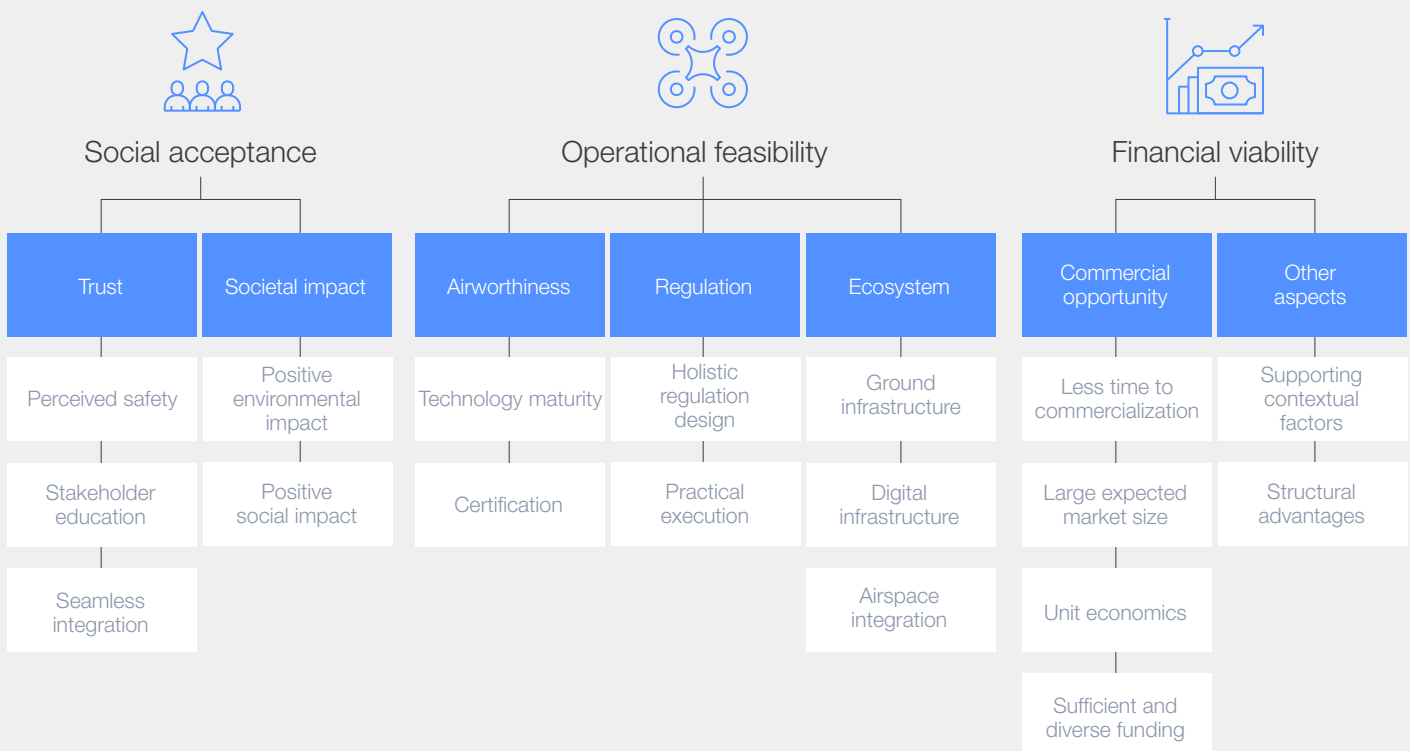 Social acceptance
Trust
Perceived safety
Stakeholder
education
Seamless
integration
Societal impact
Positive
environmental
impact
Positive
social impact
Operational feasibility
Airworthiness
Technology maturity
Certification
Regulation
Holistic
regulation
design
Practical
execution
Ecosystem
Ground
infrastructure
Digital
infrastructure
Airspace
integration
Financial viability
Commercial
opportunity
Less time to
commercialization
Large expected
market size
Unit economics
Sufficient and
diverse funding
Other
aspects
Supporting
contextual
factors
Structural
advantages